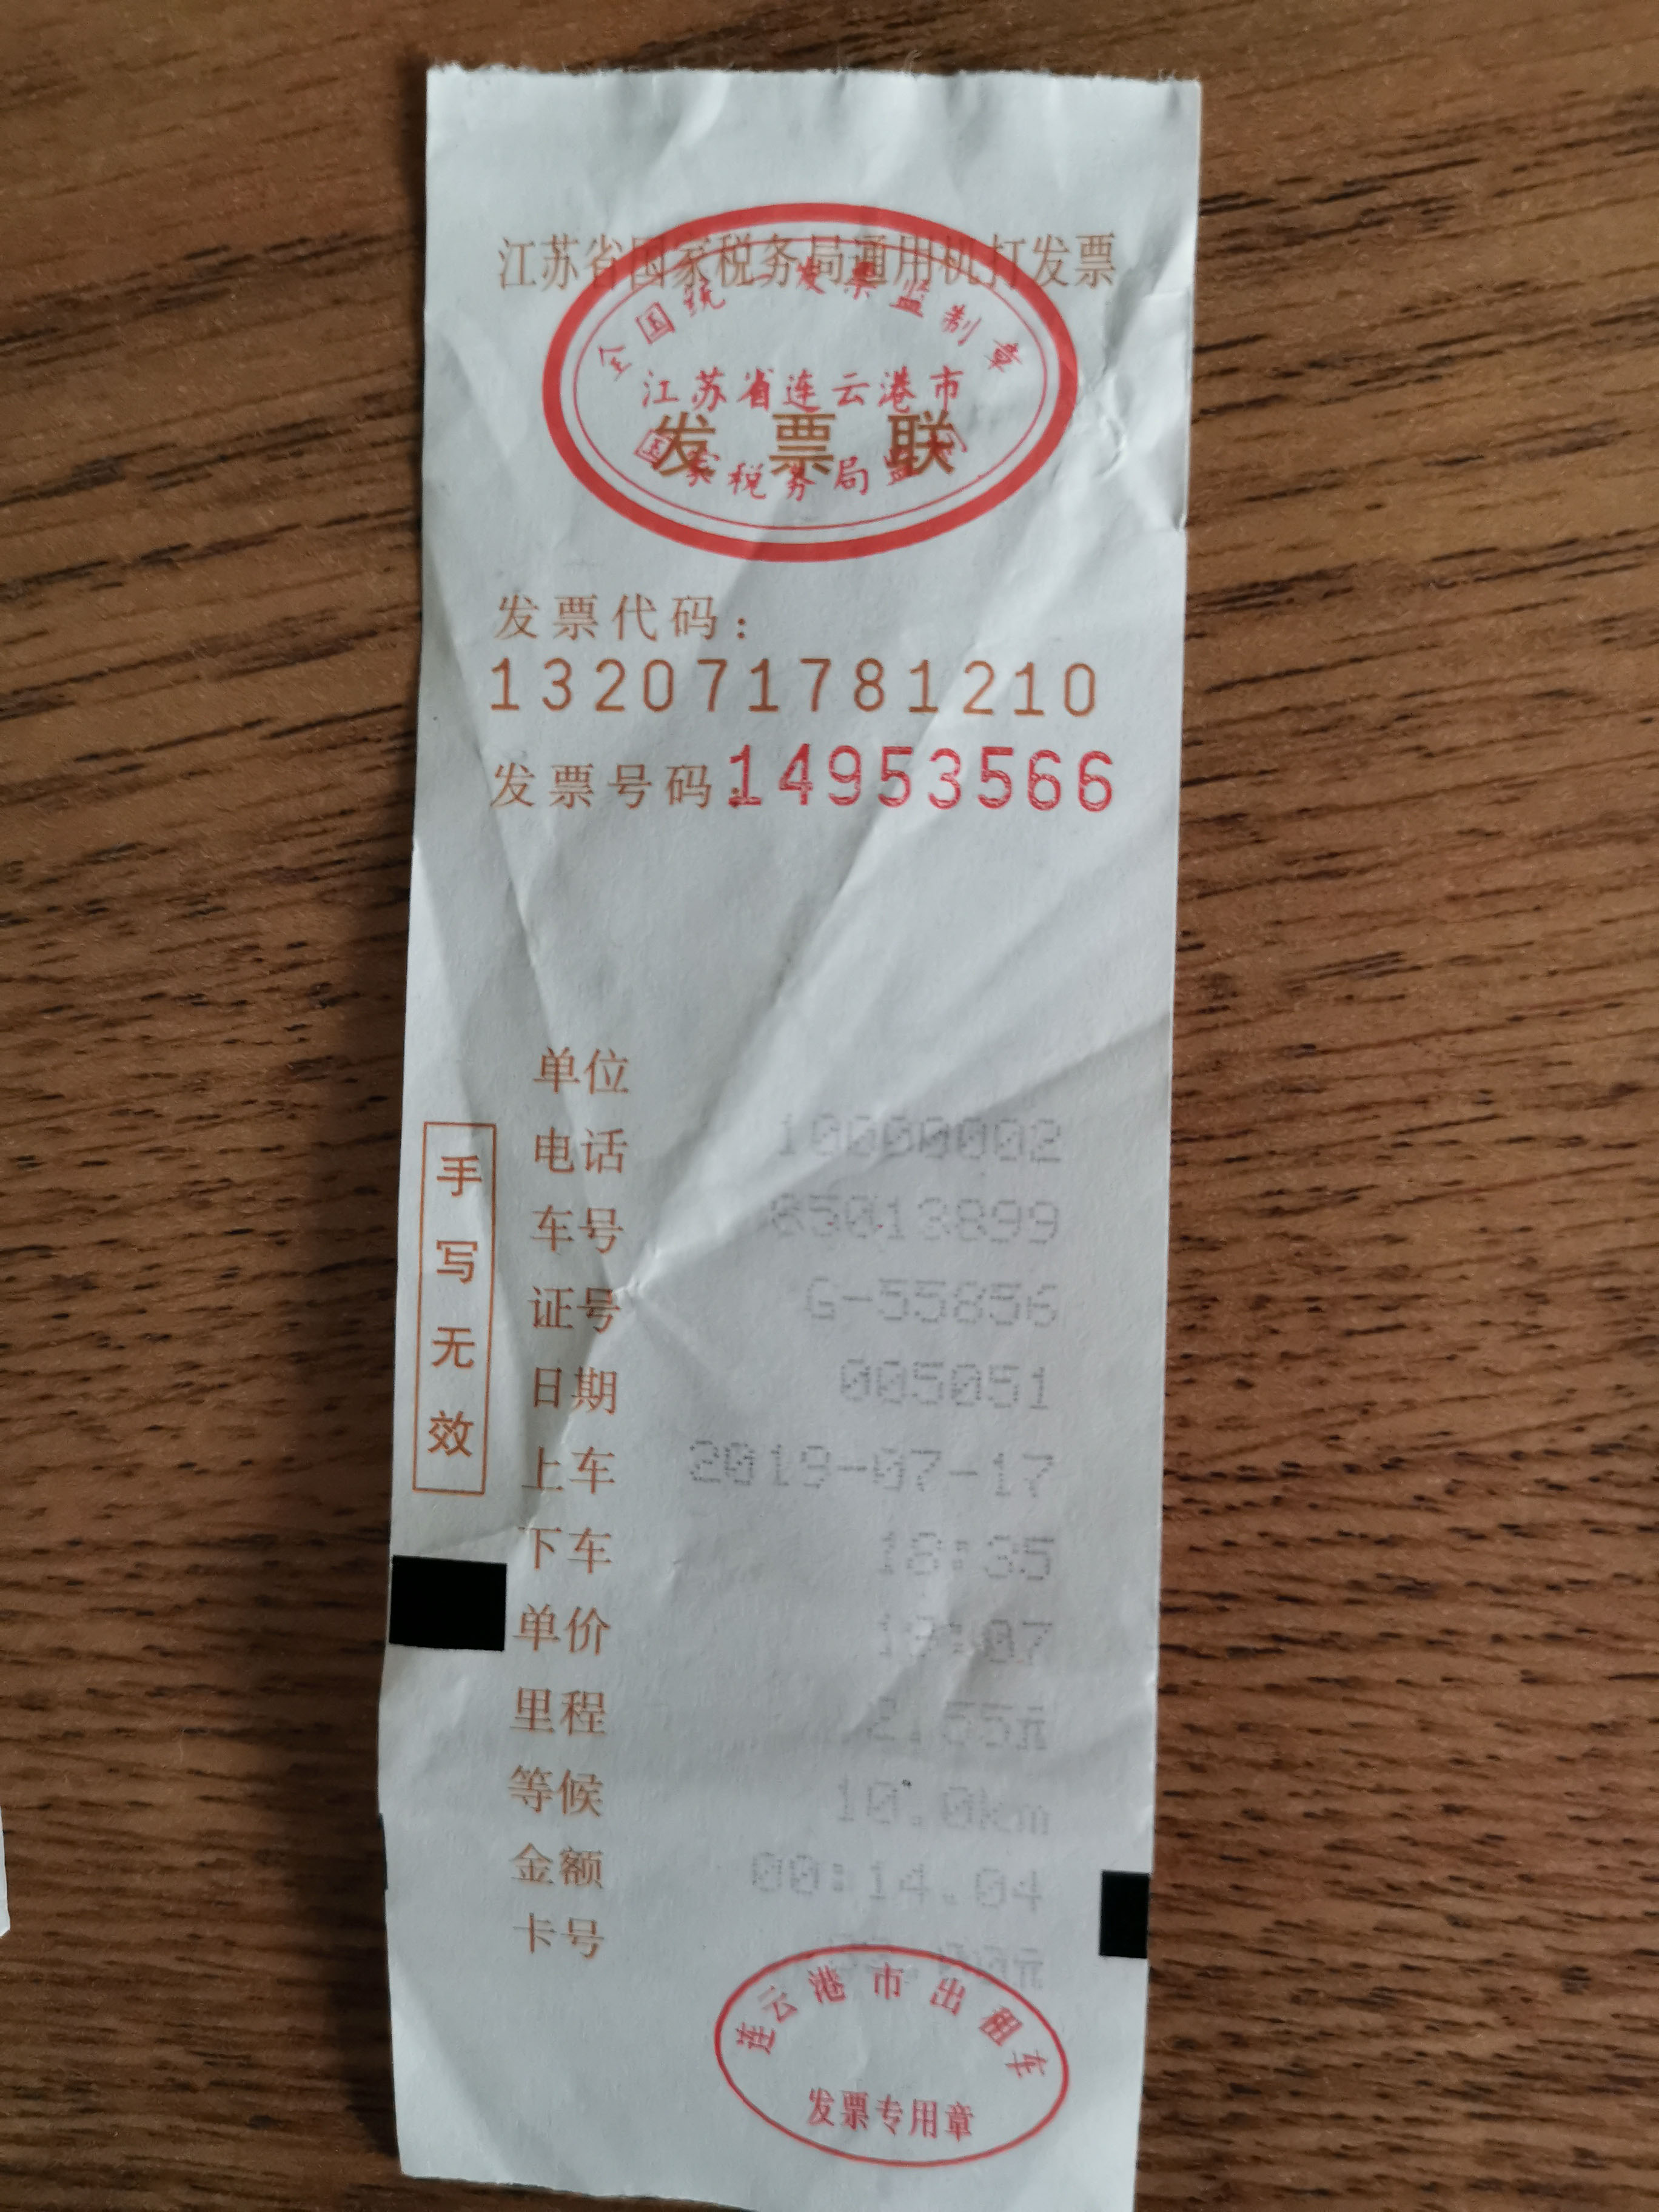 江苏省国家税务局通用机打发票
全国统一发票监制章
江苏省连云港市
发票联
国家税务局监制
发票代码：
132071781210
发票号码:14953566
手写无效
单位
电话 10000002
车号 85013899
证号 G-55856
日期 005051
上车 2019-07-17
下车 18:35
单价 19:07
里程 2.55元
等候 10.0km
金额 00:14.04
卡号
连云港市出租车
发票专用章